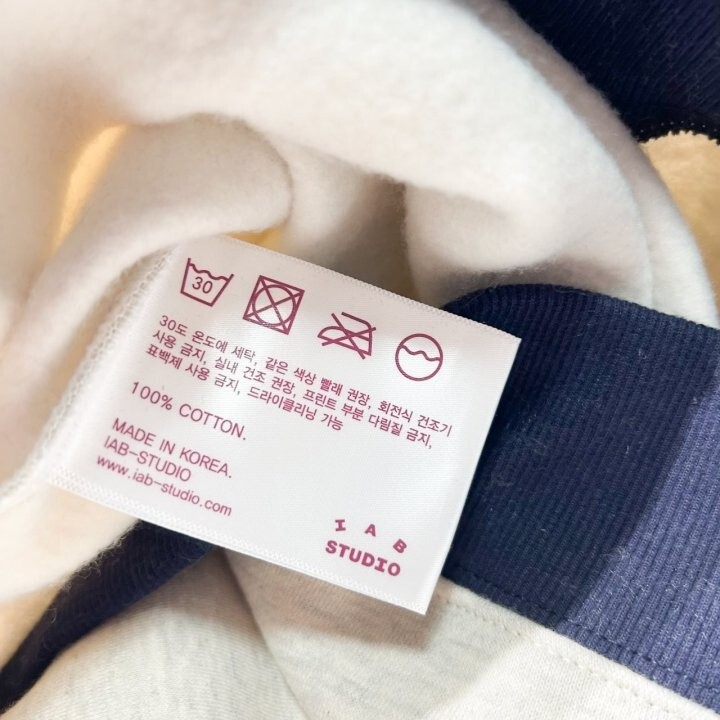 30
30도 온도에 세탁, 같은 색상 빨래 권장, 회전식 건조기
사용 금지, 실내 건조 권장, 프린트 부분 다림질 금지,
표백제 사용 금지, 드라이클리닝 가능
100% COTTON.
MADE IN KOREA.
IAB-STUDIO
www.iab-studio.com
IAB
STUDIO